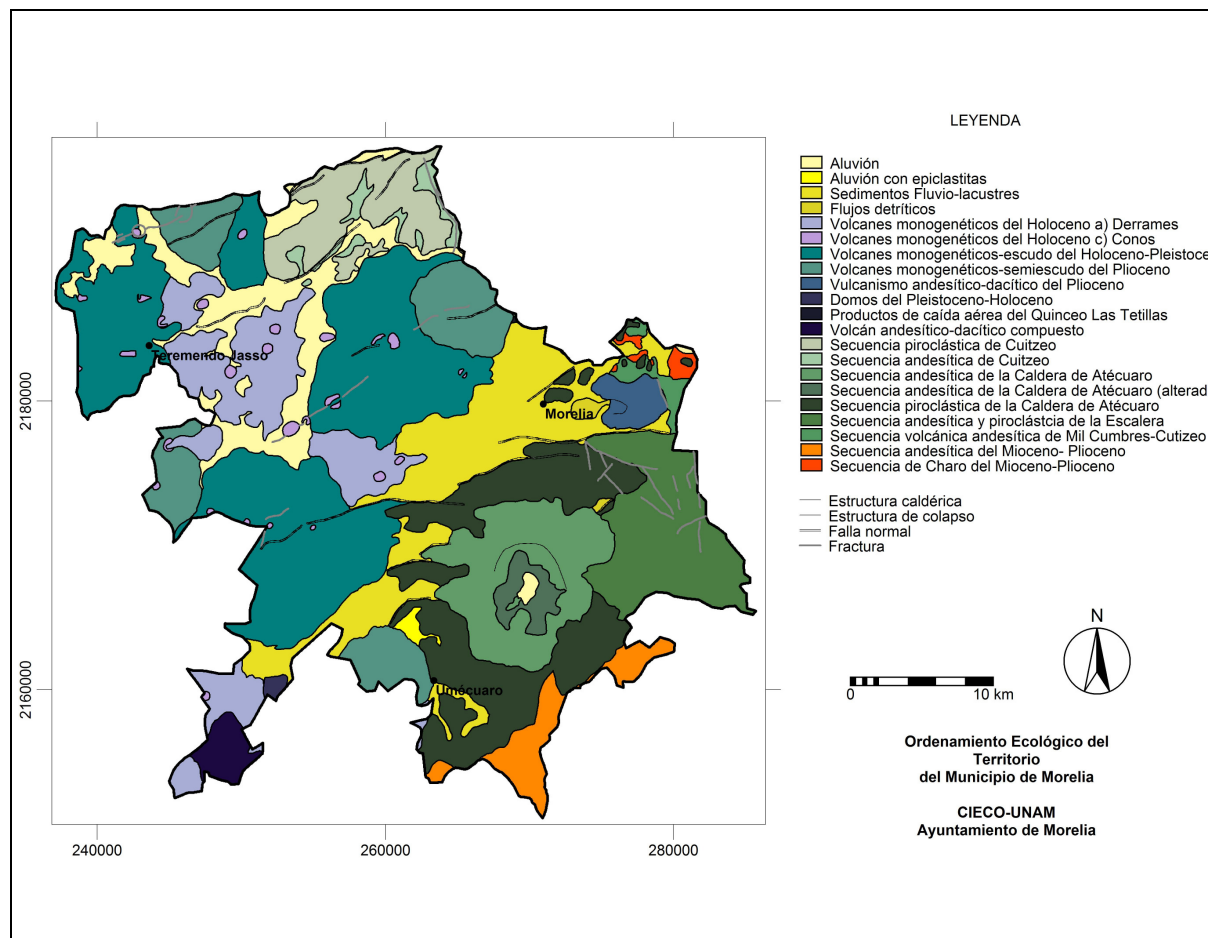 LEYENDA
Aluvión
Aluvión con epiclastitas
Sedimentos Fluvio-lacustres
Flujos detríticos
Volcanes monogenéticos del Holoceno a) Derrames
Volcanes monogenéticos del Holoceno c) Conos
Volcanes monogenéticos-escudo del Holoceno-Pleistoce
Volcanes monogenéticos-semiescudo del Plioceno
Vulcanismo andesítico-dacítico del Plioceno
Domos del Pleistoceno-Holoceno
Productos de caída aérea del Quinceo Las Tetillas
Volcán andesítico-dacítico compuesto
Secuencia piroclástica de Cuitzeo
Secuencia andesítica de Cuitzeo
Secuencia andesítica de la Caldera de Atécuaro
Secuencia andesítica de la Caldera de Atécuaro (alterad
Secuencia piroclástica de la Caldera de Atécuaro
Secuencia andesítica y piroclástcia de la Escalera
Secuencia volcánica andesítica de Mil Cumbres-Cutizeo
Secuencia andesítica del Mioceno- Plioceno
Secuencia de Charo del Mioceno-Plioceno
Estructura caldérica
Estructura de colapso
Falla normal
Fractura
Teremendo Jasso
Morelia
Umécuaro
2180000
2160000
240000
260000
280000
N
0
10 km
Ordenamiento Ecológico del
Territorio
del Municipio de Morelia
CIECO-UNAM
Ayuntamiento de Morelia